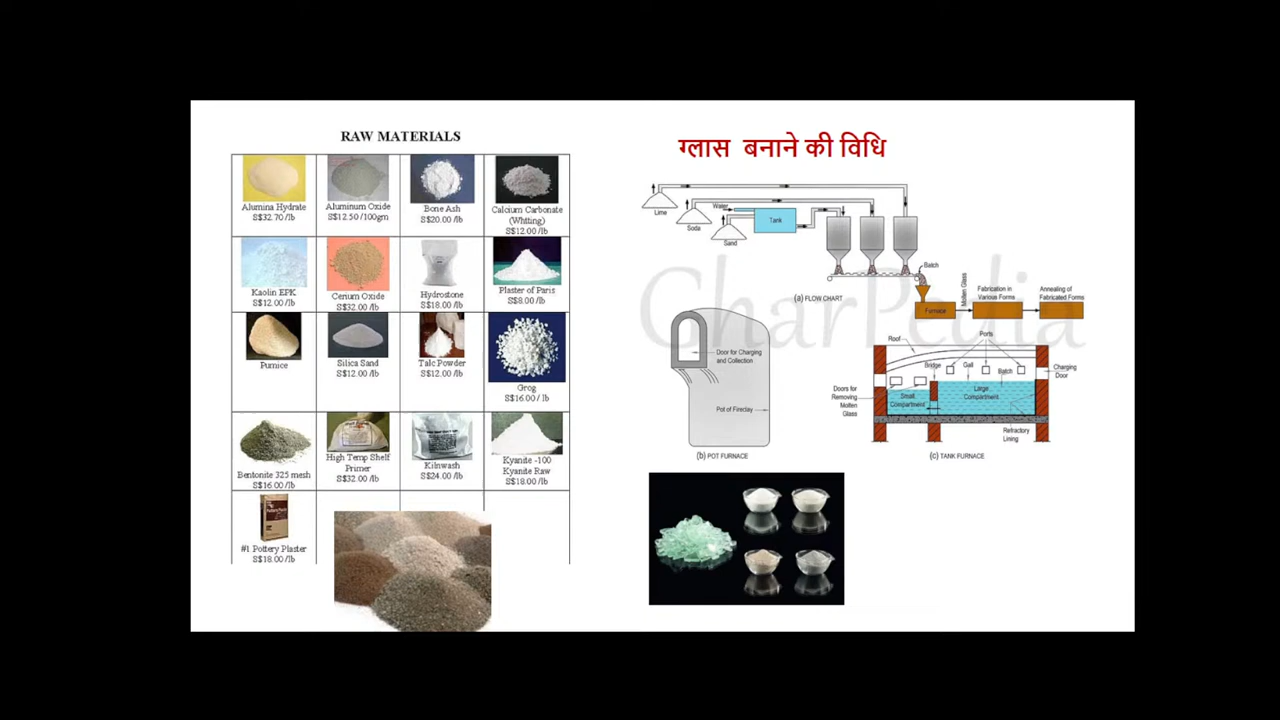 RAW MATERIALS
Alumina Hydrate
S$32.70 /lb
Aluminum Oxide
S$12.50 /100gm
Bone Ash
S$20.00 /lb
Calcium Carbonate
(Whiting)
S$12.00 /lb
Kaolin EPK
S$12.00 /lb
Cerium Oxide
S$32.00 /lb
Hydrostone
S$18.00 /lb
Plaster of Paris
S$8.00 /lb
Pumice
Silica Sand
S$12.00 /lb
Talc Powder
S$12.00 /lb
Grog
S$16.00 / lb
Bentonite 325 mesh
S$16.00 /lb
High Temp Shelf
Primer
S$32.00 /lb
Kilnwash
S$24.00 /lb
Kyanite -100
Kyanite Raw
S$18.00 /lb
#1 Pottery Plaster
S$18.00 /lb
ग्लास बनाने की विधि
Lime
Soda
Water
Sand
Tank
Batch
Molten Glass
Furnace
Fabrication in
Various Forms
Annealing of
Fabricated Forms
(a) FLOW CHART
GharPedia
Door for Charging
and Collection
Pot of Fireclay
(b) POT FURNACE
Roof
Ports
Bridge
Gall
Batch
Charging
Door
Doors for
Removing
Molten
Glass
Small
Compartment
Large
Compartment
Refractory
Lining
(c) TANK FURNACE